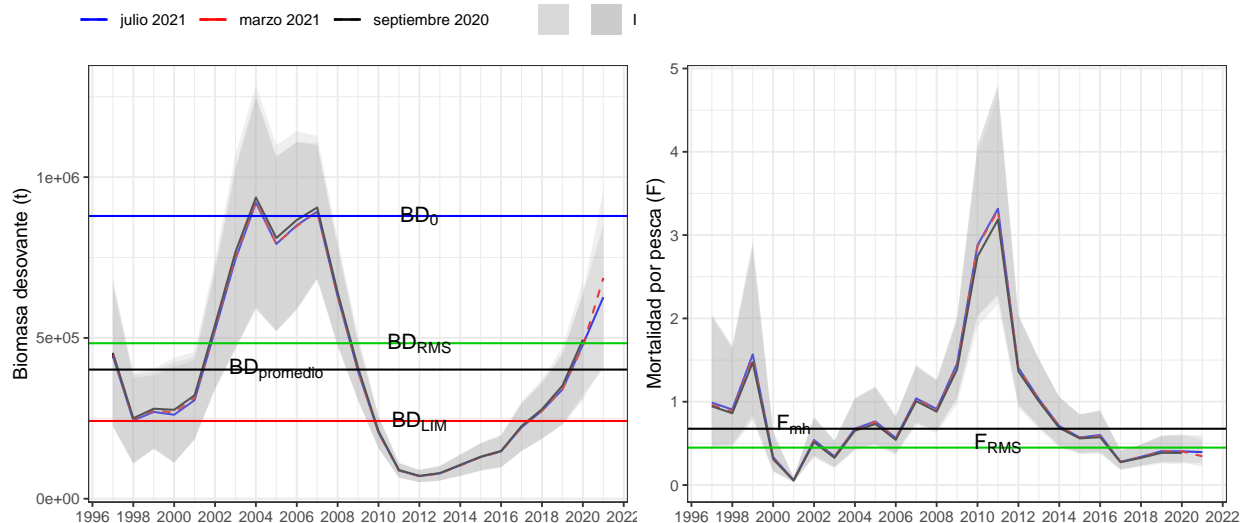 julio 2021 marzo 2021 septiembre 2020
Biomasa desovante (t)
1e+06
5e+05
0e+00
BD0
BDRMS
BDpromedio
BDLIM
1996 1998 2000 2002 2004 2006 2008 2010 2012 2014 2016 2018 2020 2022
Mortalidad por pesca (F)
5
4
3
2
1
0
Fmh
FRMS
1996 1998 2000 2002 2004 2006 2008 2010 2012 2014 2016 2018 2020 2022